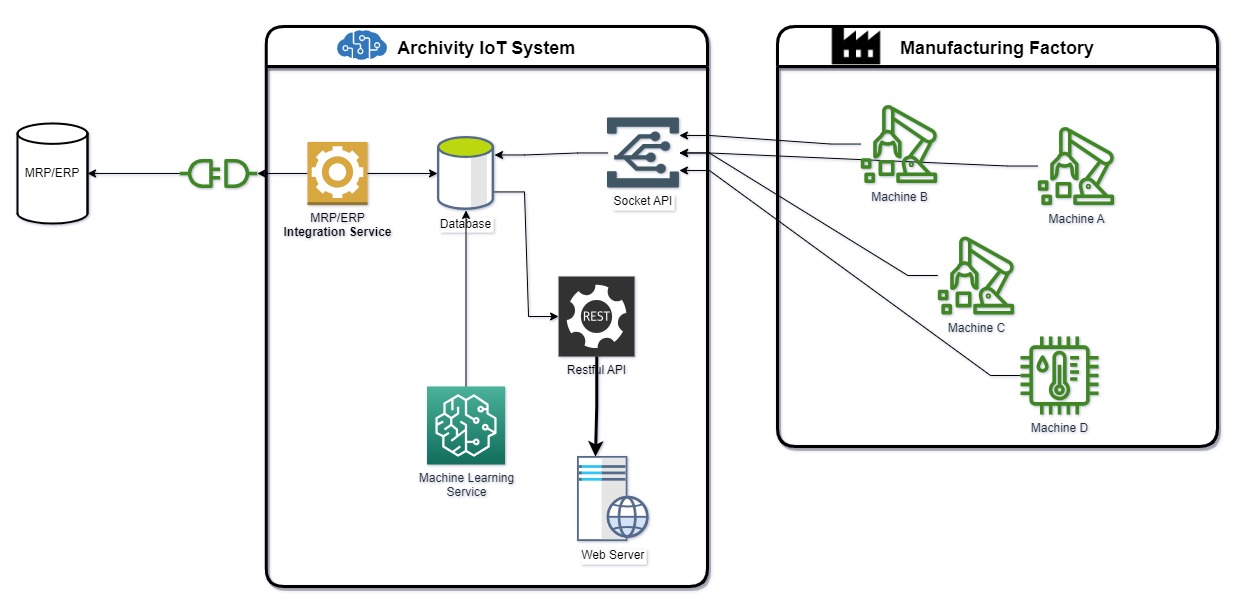 Archivity IoT System
Manufacturing Factory
MRP/ERP
MRP/ERP
Integration Service
Database
Socket API
Machine B
Machine A
Machine C
Machine D
REST
Restful API
Machine Learning
Service
Web Server